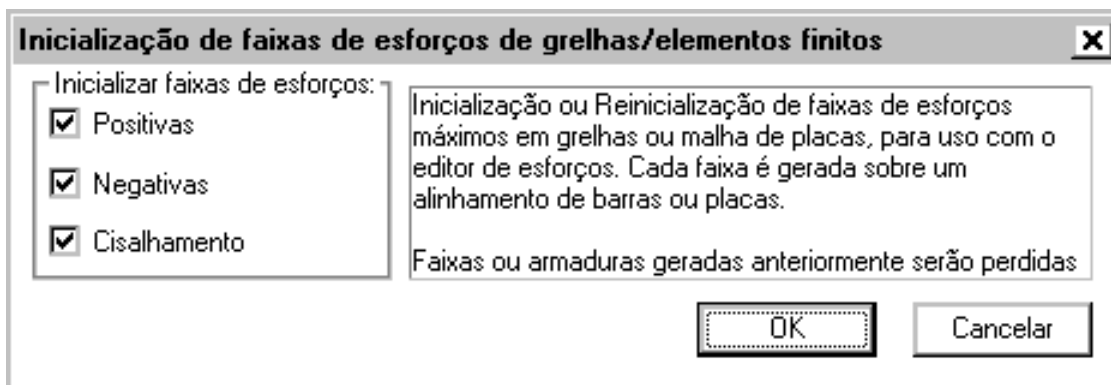 Inicialização de faixas de esforços de grelhas/elementos finitos
Inicializar faixas de esforços:
Positivas
Negativas
Cisalhamento
Inicialização ou Reinicialização de faixas de esforços
máximos em grelhas ou malha de placas, para uso com o
editor de esforços. Cada faixa é gerada sobre um
alinhamento de barras ou placas.
Faixas ou armaduras geradas anteriormente serão perdidas
OK
Cancelar